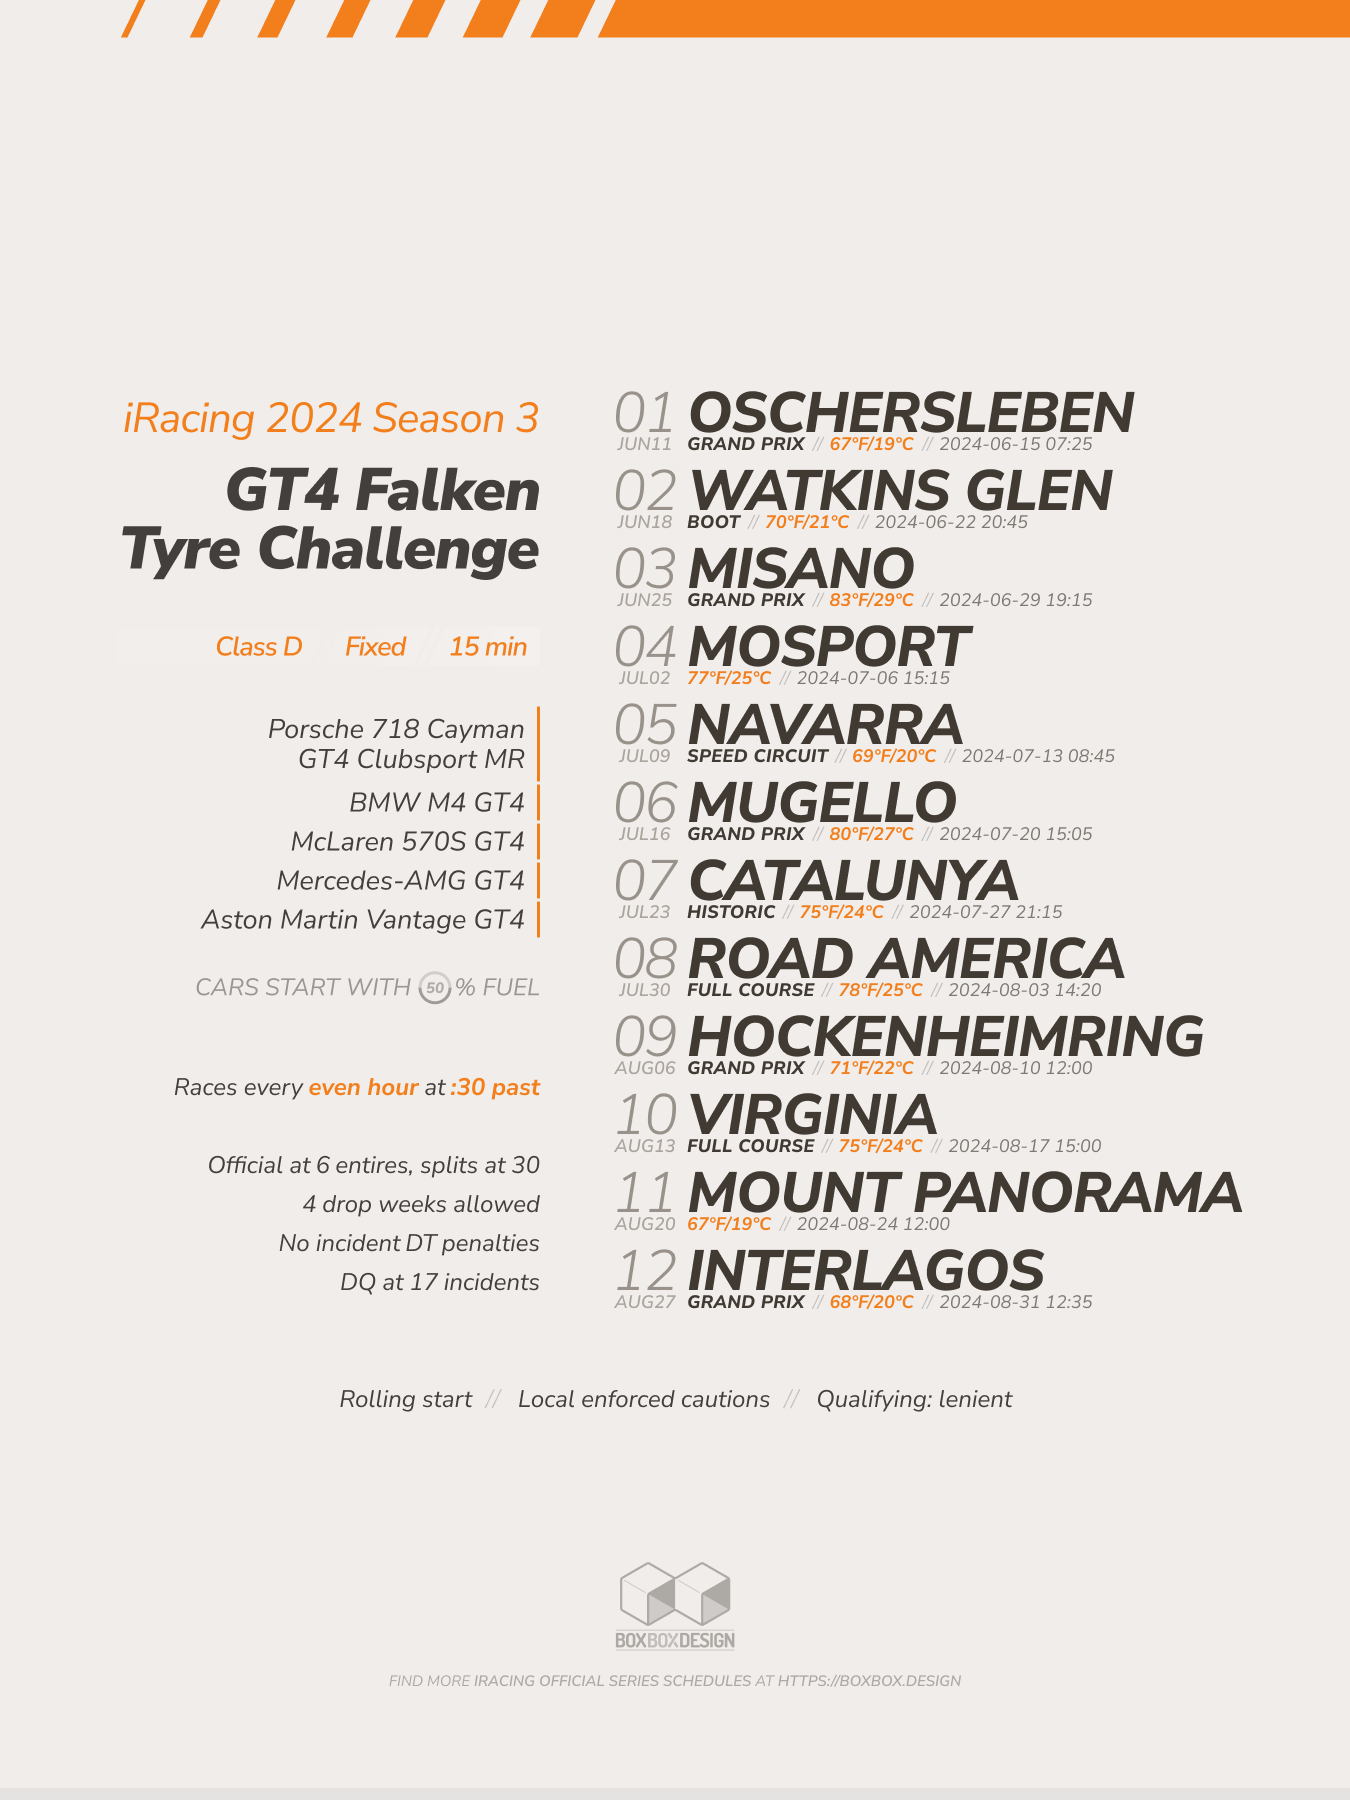 iRacing 2024 Season 3
GT4 Falken
Tyre Challenge
Class D // Fixed // 15 min
Porsche 718 Cayman
GT4 Clubsport MR
BMW M4 GT4
McLaren 570S GT4
Mercedes-AMG GT4
Aston Martin Vantage GT4
CARS START WITH 50 % FUEL
Races every even hour at :30 past
Official at 6 entires, splits at 30
4 drop weeks allowed
No incident DT penalties
DQ at 17 incidents
01 OSCHERSLEBEN
JUN11 GRAND PRIX // 67°F/19°C // 2024-06-15 07:25
02 WATKINS GLEN
JUN18 BOOT // 70°F/21°C // 2024-06-22 20:45
03 MISANO
JUN25 GRAND PRIX // 83°F/29°C // 2024-06-29 19:15
04 MOSPORT
JUL02 77°F/25°C // 2024-07-06 15:15
05 NAVARRA
JUL09 SPEED CIRCUIT // 69°F/20°C // 2024-07-13 08:45
06 MUGELLO
JUL16 GRAND PRIX // 80°F/27°C // 2024-07-20 15:05
07 CATALUNYA
JUL23 HISTORIC // 75°F/24°C // 2024-07-27 21:15
08 ROAD AMERICA
JUL30 FULL COURSE // 78°F/25°C // 2024-08-03 14:20
09 HOCKENHEIMRING
AUG06 GRAND PRIX // 71°F/22°C // 2024-08-10 12:00
10 VIRGINIA
AUG13 FULL COURSE // 75°F/24°C // 2024-08-17 15:00
11 MOUNT PANORAMA
AUG20 67°F/19°C // 2024-08-24 12:00
12 INTERLAGOS
AUG27 GRAND PRIX // 68°F/20°C // 2024-08-31 12:35
Rolling start // Local enforced cautions // Qualifying: lenient
BOXBOXDESIGN
FIND MORE IRACING OFFICIAL SERIES SCHEDULES AT HTTPS://BOXBOX.DESIGN